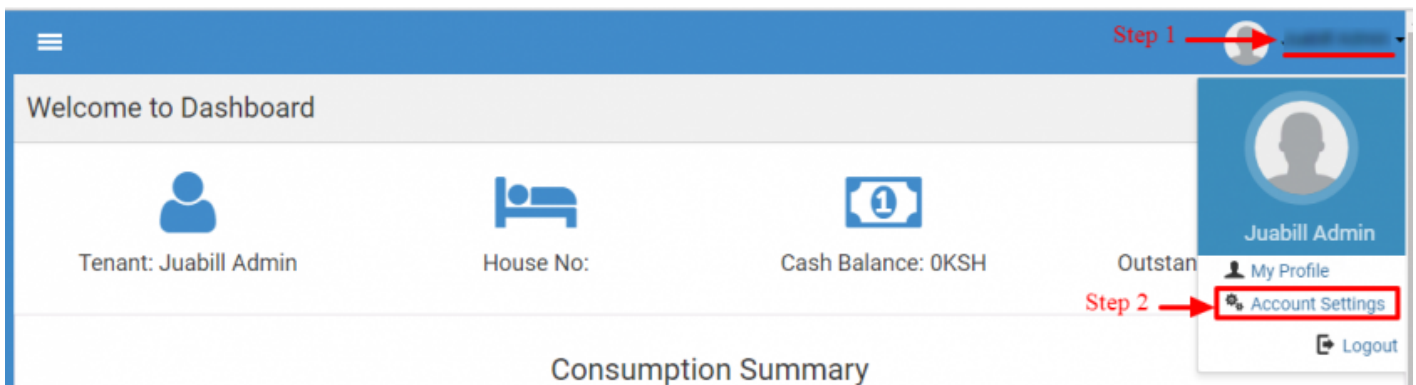 Step 1
Welcome to Dashboard
Juabill Admin
Tenant: Juabill Admin
House No:
Cash Balance: 0KSH
Outstan
My Profile
Step 2
Account Settings
Logout
Consumption Summary